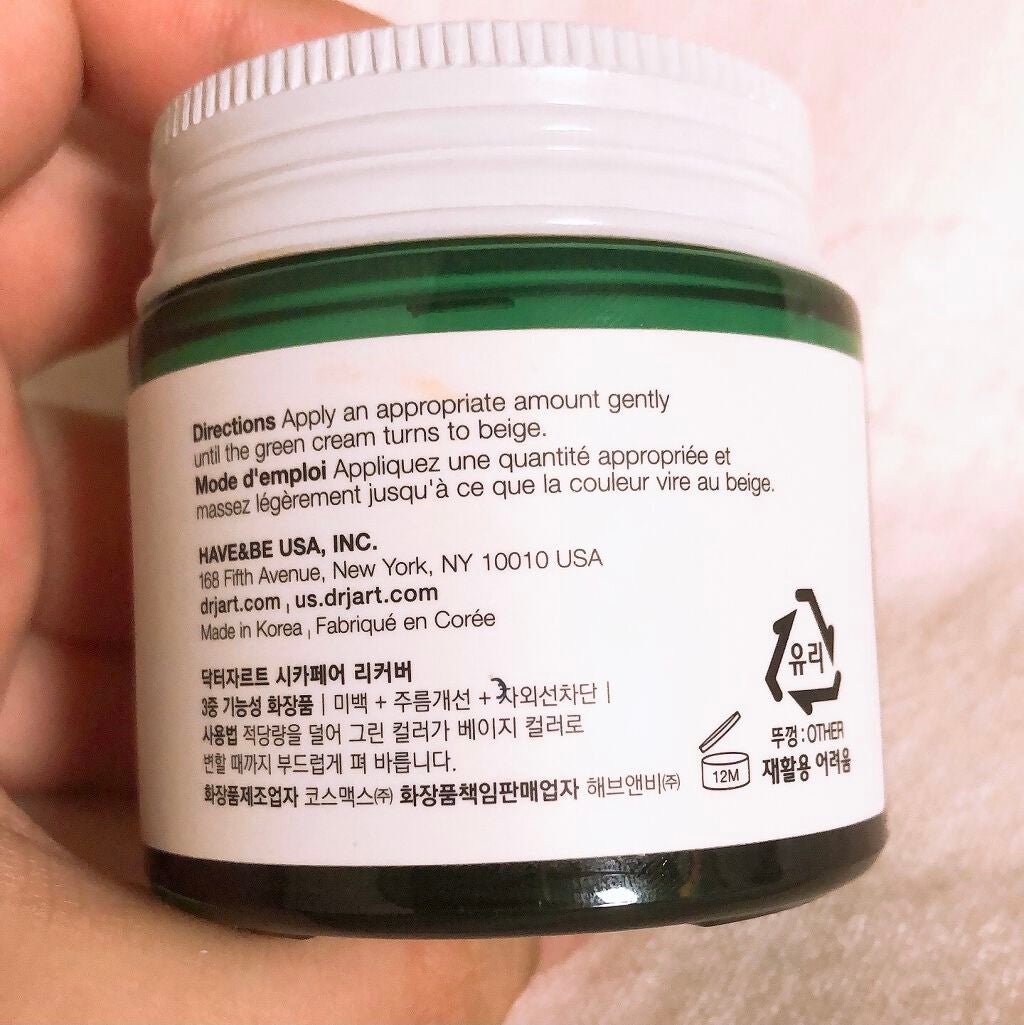 Directions Apply an appropriate amount gently
until the green cream turns to beige.
Mode d'emploi Appliquez une quantité appropriée et
massez légèrement jusqu'à ce que la couleur vire au beige.
HAVE&BE USA, INC.
168 Fifth Avenue, New York, NY 10010 USA
drjart.com | us.drjart.com
Made in Korea | Fabriqué en Corée
닥터자르트 시카페어 리커버
3중 기능성 화장품 | 미백 + 주름개선 + 자외선차단 |
사용법 적당량을 덜어 그린 컬러가 베이지 컬러로
변할 때까지 부드럽게 펴 바릅니다.
화장품제조업자 코스맥스㈜ 화장품책임판매업자 해브앤비㈜
12M
유리
뚜껑 : OTHER
재활용 어려움